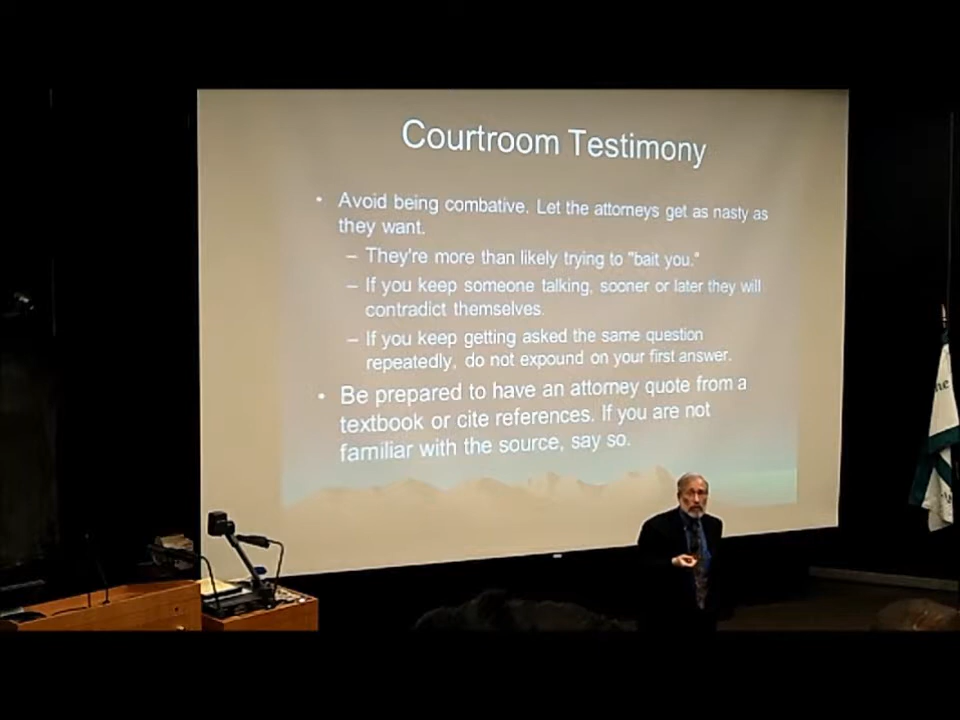 Courtroom Testimony
• Avoid being combative. Let the attorneys get as nasty as
they want.
– They're more than likely trying to "bait you."
– If you keep someone talking, sooner or later they will
contradict themselves.
– If you keep getting asked the same question
repeatedly, do not expound on your first answer.
• Be prepared to have an attorney quote from a
textbook or cite references. If you are not
familiar with the source, say so.
he